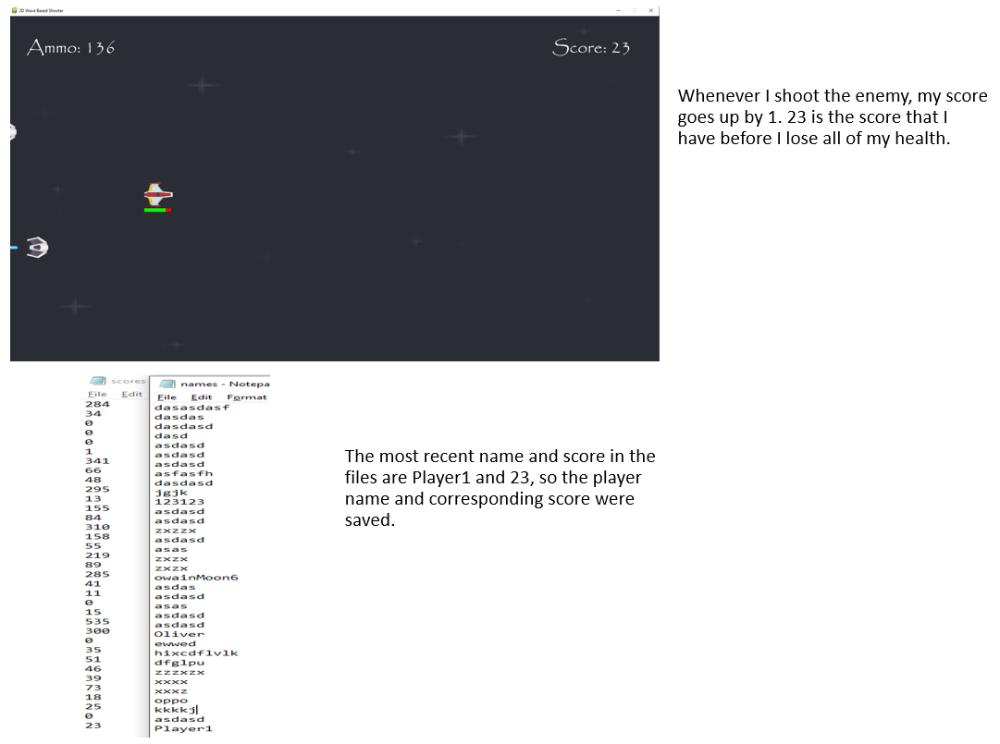 2D Wave Based Shooter
Ammo: 136
Score: 23
Whenever I shoot the enemy, my score
goes up by 1. 23 is the score that I
have before I lose all of my health.
scores
File Edit
284
34
0
0
0
1
341
66
48
295
13
155
84
310
158
55
219
89
285
41
11
0
15
535
300
0
35
51
46
39
73
18
25
0
23
names - Notepa
File Edit Format
dasasdasf
dasdas
dasdasd
dasd
asdasd
asdasd
asdasd
asfasfh
dasdasd
jgjk
123123
asdasd
asdasd
zxzzx
asdasd
asas
zxzx
zxzx
owainMoon6
asdas
asdasd
asas
asdasd
asdasd
Oliver
ewwed
hixcdflvlk
dfglpu
zzzxzx
xxxx
xxxz
oppo
kkkkj
asdasd
Player1
The most recent name and score in the
files are Player1 and 23, so the player
name and corresponding score were
saved.